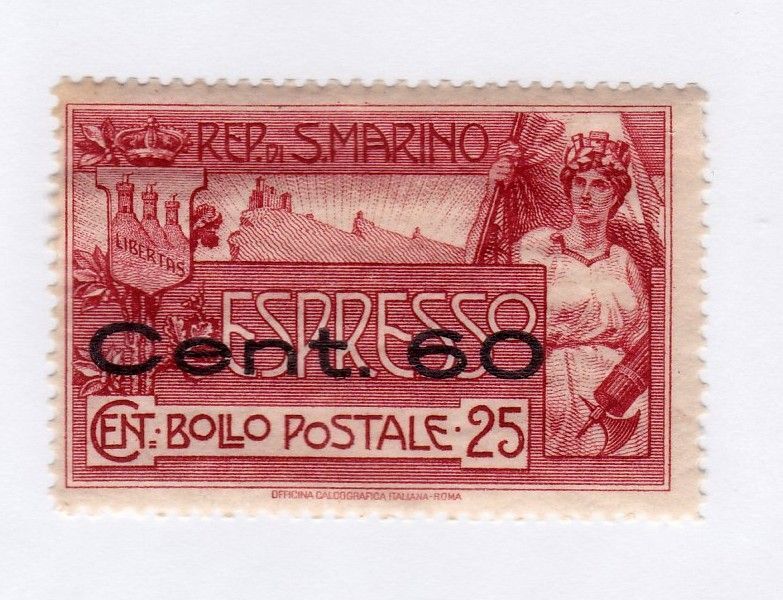 REP. DI S. MARINO
LIBERTAS
ESPRESSO
Cent. 60
CENT. BOLLO POSTALE · 25
OFFICINA CALCOGRAFICA ITALIANA - ROMA